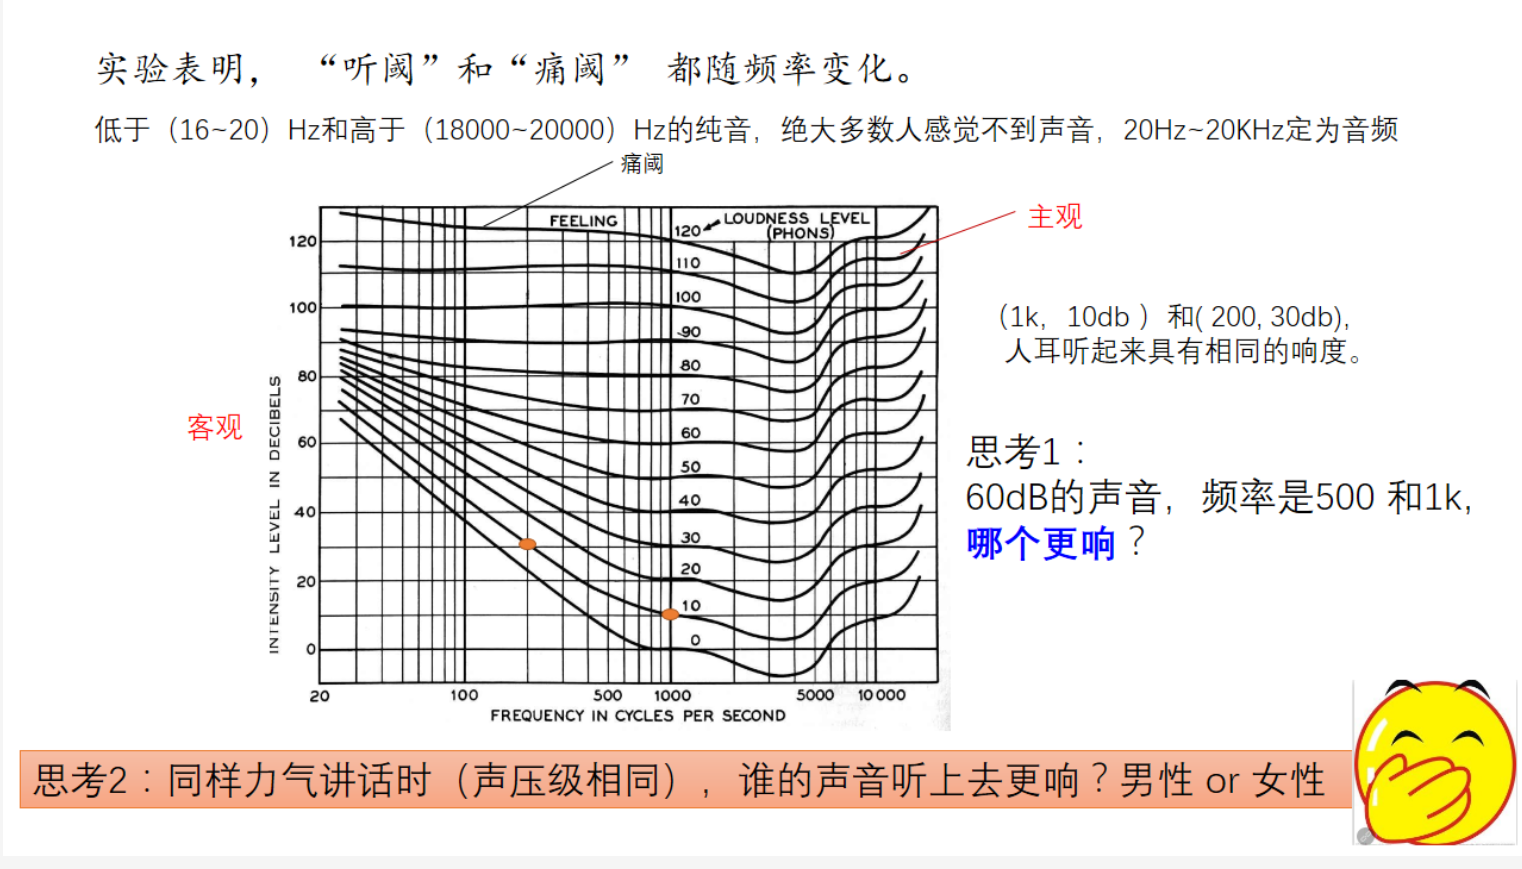 实验表明， “听阈”和“痛阈” 都随频率变化。
低于（16~20）Hz和高于（18000~20000）Hz的纯音，绝大多数人感觉不到声音，20Hz~20KHz定为音频
痛阈
主观
客观
FEELING
LOUDNESS LEVEL
(PHONS)
120
110
100
90
80
70
60
50
40
30
20
10
0
120
100
80
60
40
20
0
INTENSITY LEVEL IN DECIBELS
20 100 500 1000 5000 10 000
FREQUENCY IN CYCLES PER SECOND
（1k，10db ）和( 200, 30db),
人耳听起来具有相同的响度。
思考1：
60dB的声音，频率是500 和1k,
哪个更响？
思考2：同样力气讲话时（声压级相同），谁的声音听上去更响？男性 or 女性